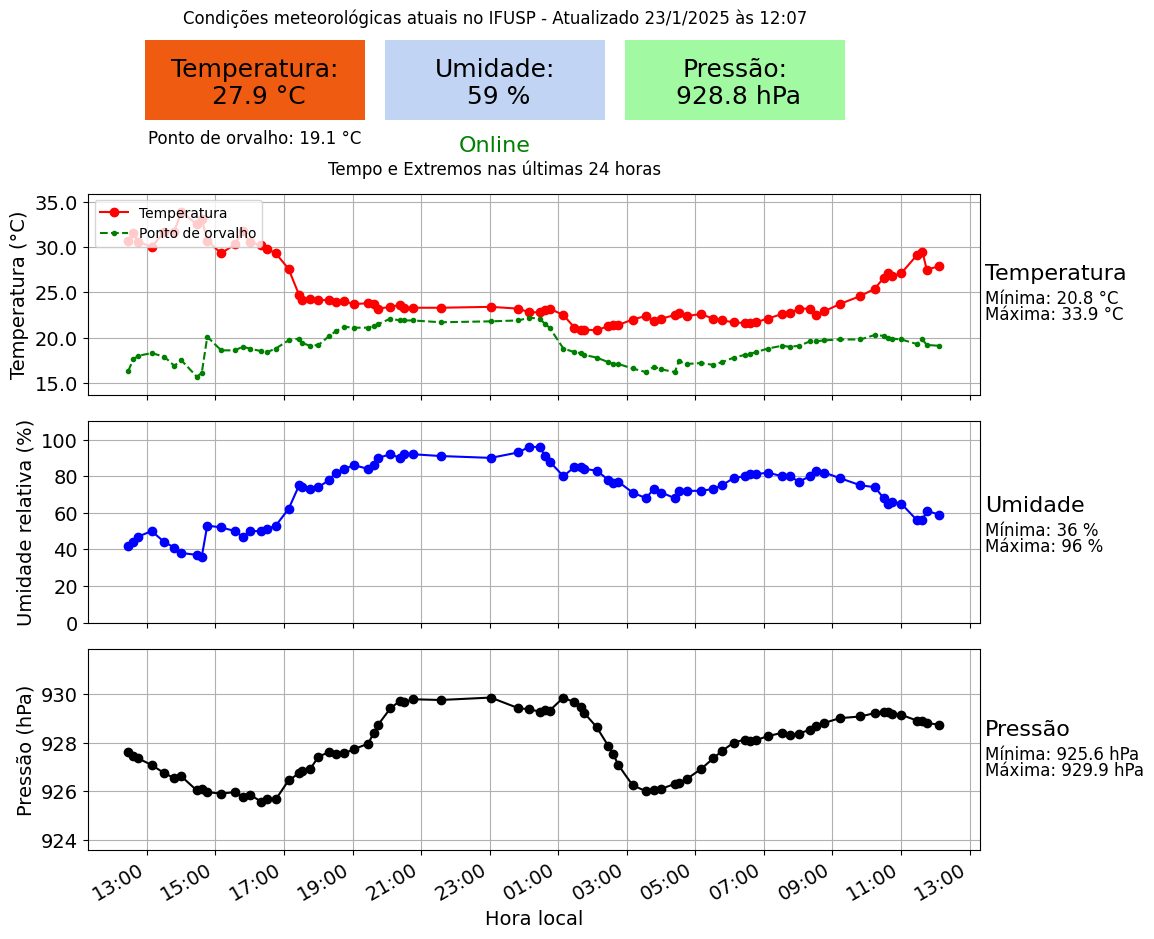 Condições meteorológicas atuais no IFUSP - Atualizado 23/1/2025 às 12:07
Temperatura:
27.9 °C
Umidade:
59 %
Pressão:
928.8 hPa
Ponto de orvalho: 19.1 °C
Online
Tempo e Extremos nas últimas 24 horas
Temperatura (°C)
35.0
30.0
25.0
20.0
15.0
Temperatura
Ponto de orvalho
Temperatura
Mínima: 20.8 °C
Máxima: 33.9 °C
Umidade relativa (%)
100
80
60
40
20
0
Umidade
Mínima: 36 %
Máxima: 96 %
Pressão (hPa)
930
928
926
924
Pressão
Mínima: 925.6 hPa
Máxima: 929.9 hPa
13:00 15:00 17:00 19:00 21:00 23:00 01:00 03:00 05:00 07:00 09:00 11:00 13:00
Hora local